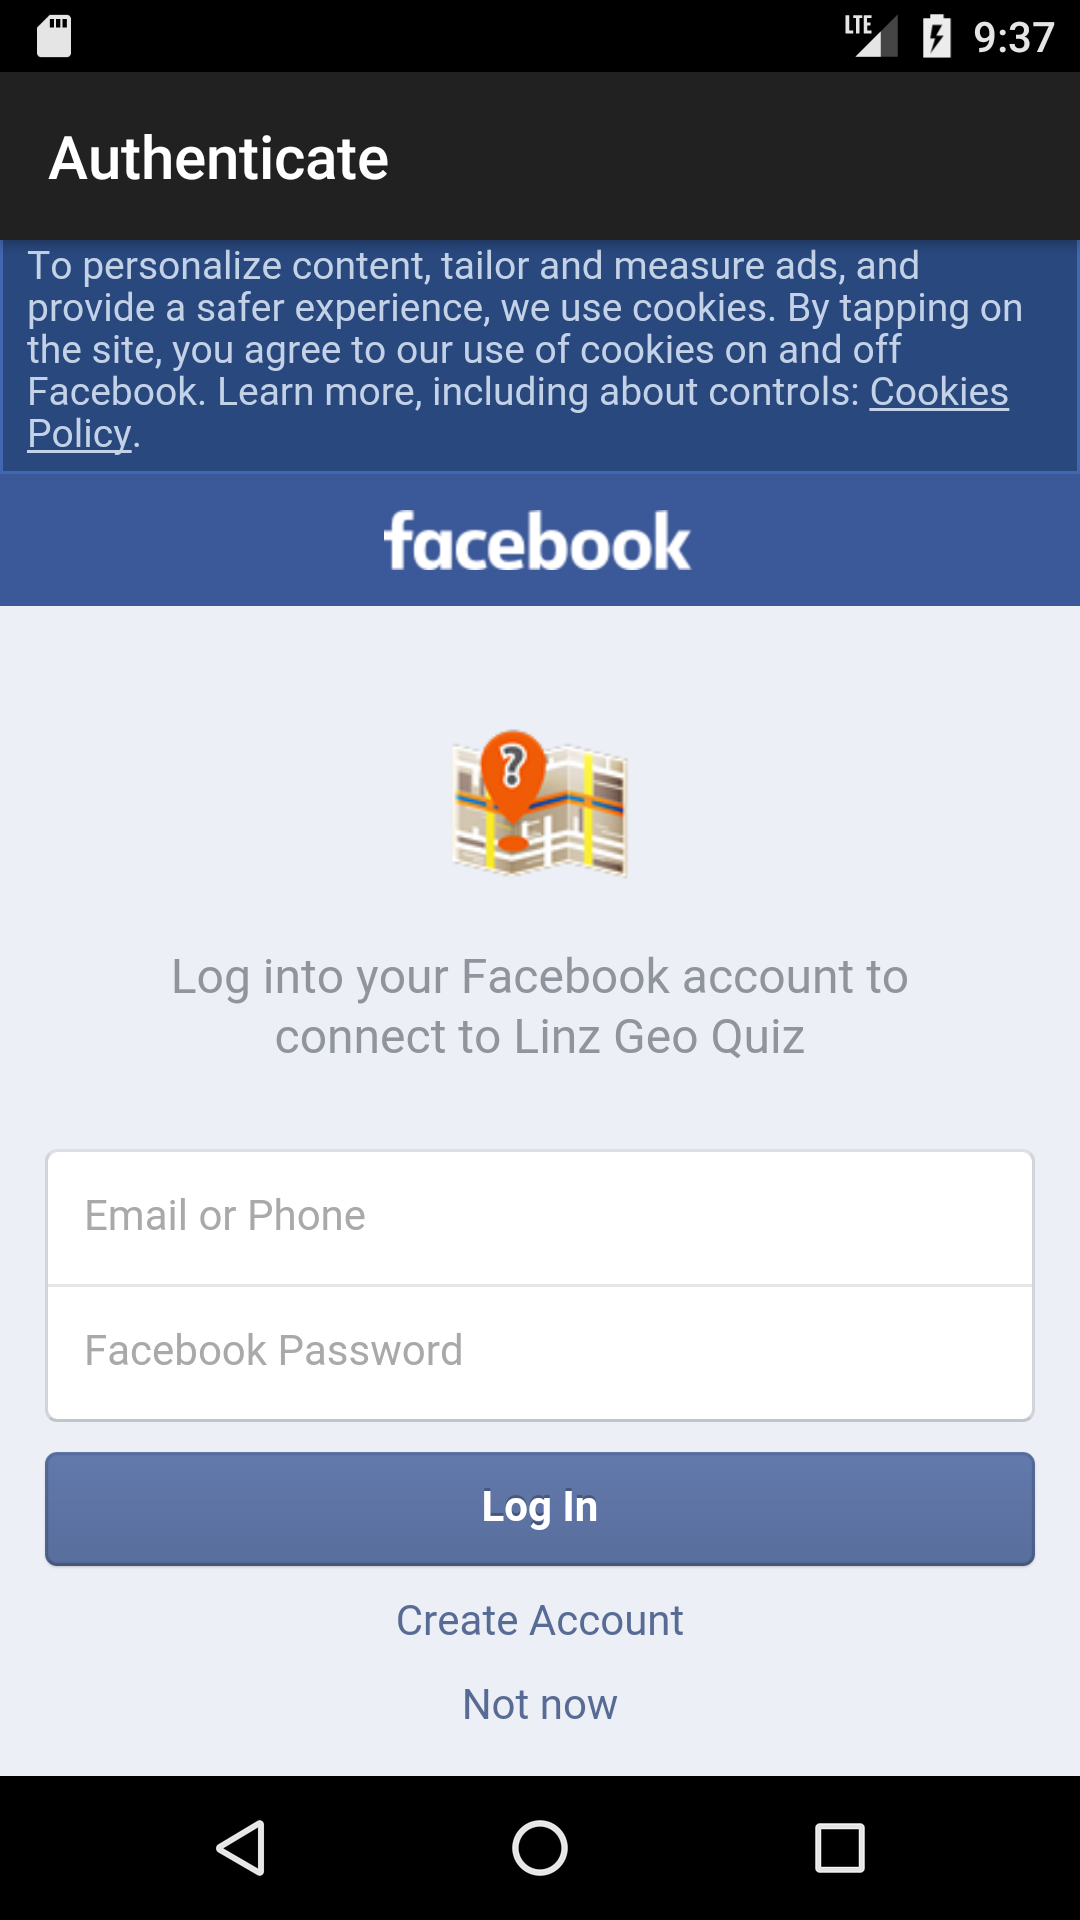 LTE 9:37
Authenticate
To personalize content, tailor and measure ads, and
provide a safer experience, we use cookies. By tapping on
the site, you agree to our use of cookies on and off
Facebook. Learn more, including about controls: Cookies
Policy.
facebook
?
Log into your Facebook account to
connect to Linz Geo Quiz
Email or Phone
Facebook Password
Log In
Create Account
Not now